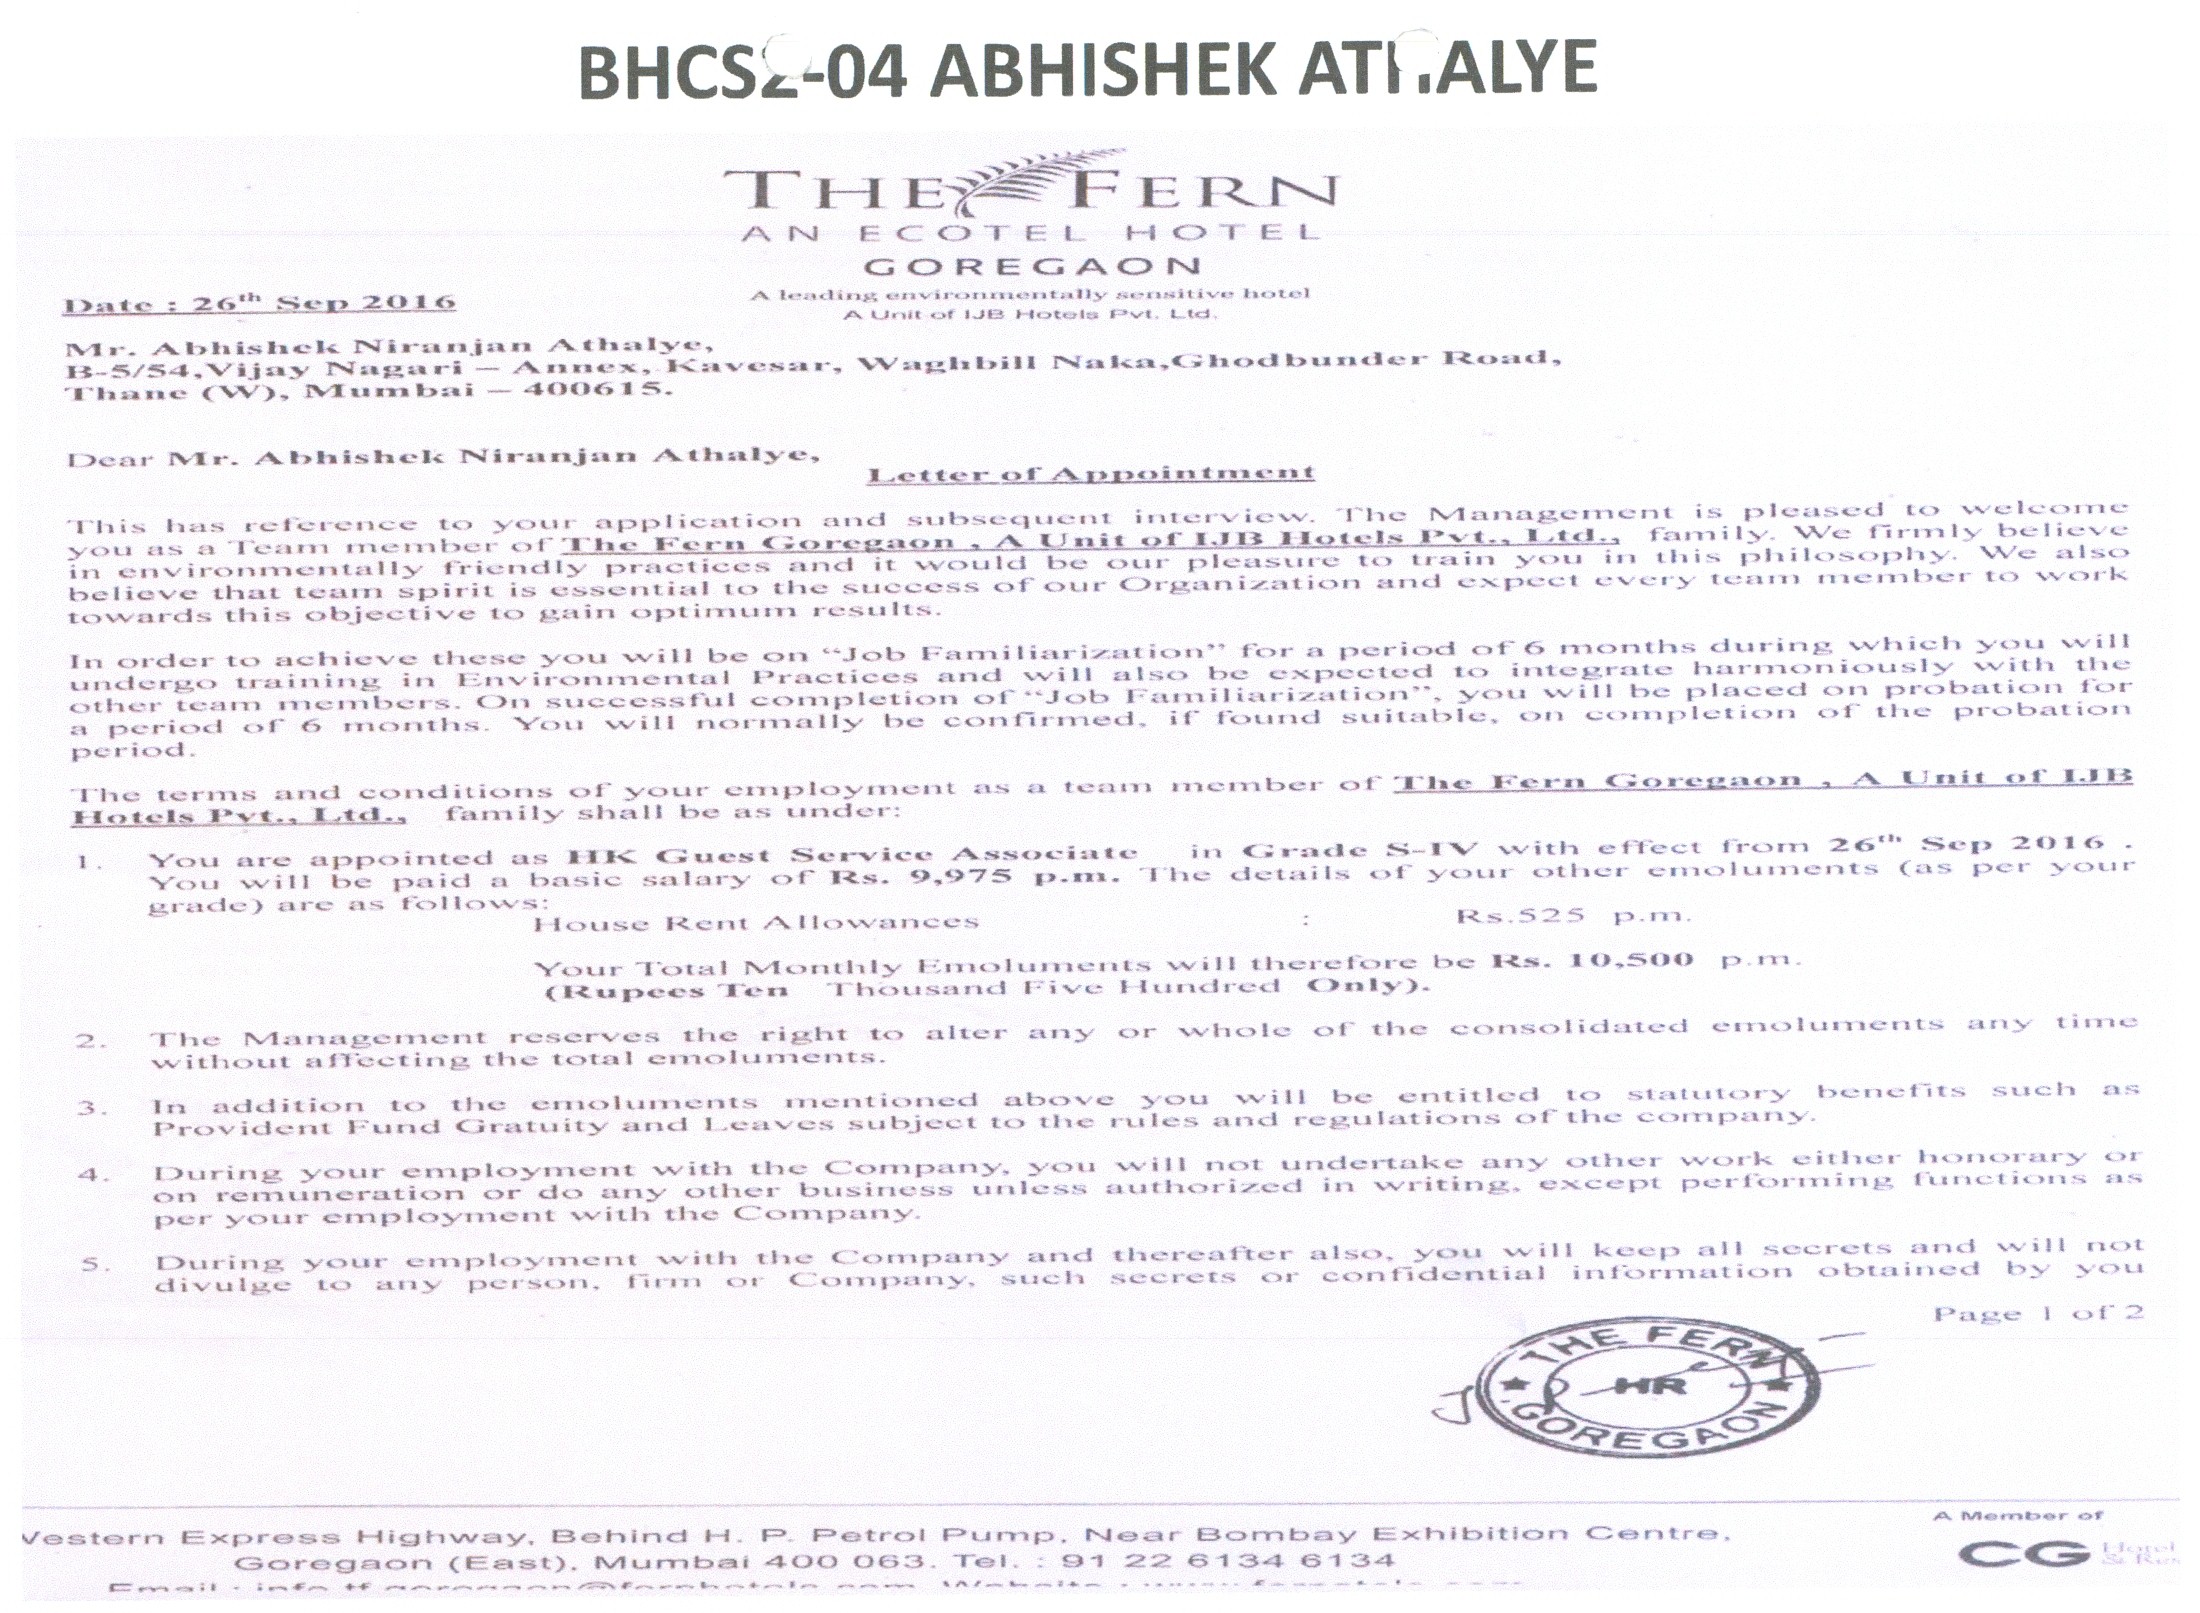 BHCS2-04 ABHISHEK ATHALYE
THE FERN
AN ECOTEL HOTEL
GOREGAON
A leading environmentally sensitive hotel
A Unit of IJB Hotels Pvt. Ltd.
Date : 26th Sep 2016
Mr. Abhishek Niranjan Athalye,
B-5/54,Vijay Nagari – Annex, Kavesar, Waghbill Naka,Ghodbunder Road,
Thane (W), Mumbai – 400615.
Dear Mr. Abhishek Niranjan Athalye,
Letter of Appointment
This has reference to your application and subsequent interview. The Management is pleased to welcome
you as a Team member of The Fern Goregaon , A Unit of IJB Hotels Pvt., Ltd., family. We firmly believe
in environmentally friendly practices and it would be our pleasure to train you in this philosophy. We also
believe that team spirit is essential to the success of our Organization and expect every team member to work
towards this objective to gain optimum results.
In order to achieve these you will be on “Job Familiarization” for a period of 6 months during which you will
undergo training in Environmental Practices and will also be expected to integrate harmoniously with the
other team members. On successful completion of “Job Familiarization”, you will be placed on probation for
a period of 6 months. You will normally be confirmed, if found suitable, on completion of the probation
period.
The terms and conditions of your employment as a team member of The Fern Goregaon , A Unit of IJB
Hotels Pvt., Ltd., family shall be as under:
1. You are appointed as HK Guest Service Associate in Grade S-IV with effect from 26th Sep 2016 .
You will be paid a basic salary of Rs. 9,975 p.m. The details of your other emoluments (as per your
grade) are as follows:
House Rent Allowances : Rs.525 p.m.
Your Total Monthly Emoluments will therefore be Rs. 10,500 p.m.
(Rupees Ten Thousand Five Hundred Only).
2. The Management reserves the right to alter any or whole of the consolidated emoluments any time
without affecting the total emoluments.
3. In addition to the emoluments mentioned above you will be entitled to statutory benefits such as
Provident Fund Gratuity and Leaves subject to the rules and regulations of the company.
4. During your employment with the Company, you will not undertake any other work either honorary or
on remuneration or do any other business unless authorized in writing, except performing functions as
per your employment with the Company.
5. During your employment with the Company and thereafter also, you will keep all secrets and will not
divulge to any person, firm or Company, such secrets or confidential information obtained by you
Page 1 of 2
THE FERN
HR
GOREGAON
Western Express Highway, Behind H. P. Petrol Pump, Near Bombay Exhibition Centre,
Goregaon (East), Mumbai 400 063. Tel. : 91 22 6134 6134
A Member of
CG Hotel